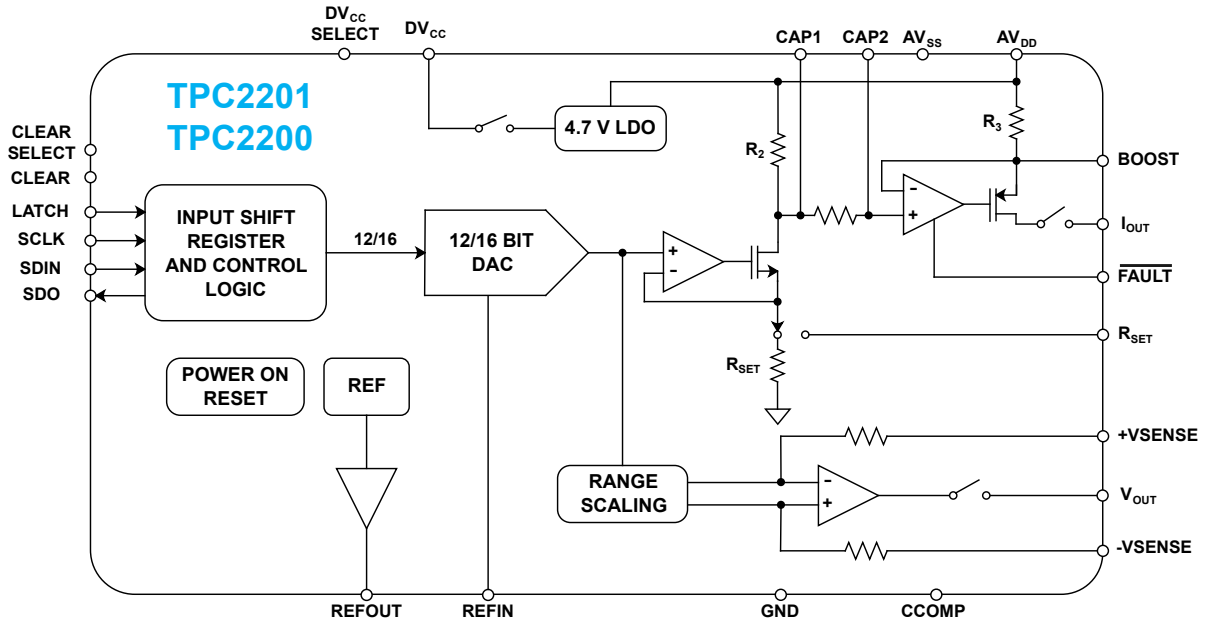 DVCC
SELECT
DVCC
CAP1
CAP2
AVSS
AVDD
TPC2201
TPC2200
4.7 V LDO
R2
R3
CLEAR
SELECT
CLEAR
LATCH
SCLK
SDIN
SDO
INPUT SHIFT
REGISTER
AND CONTROL
LOGIC
12/16
12/16 BIT
DAC
+
-
-
+
BOOST
IOUT
FAULT
RSET
RSET
POWER ON
RESET
REF
RANGE
SCALING
-
+
+VSENSE
VOUT
-VSENSE
REFOUT
REFIN
GND
CCOMP